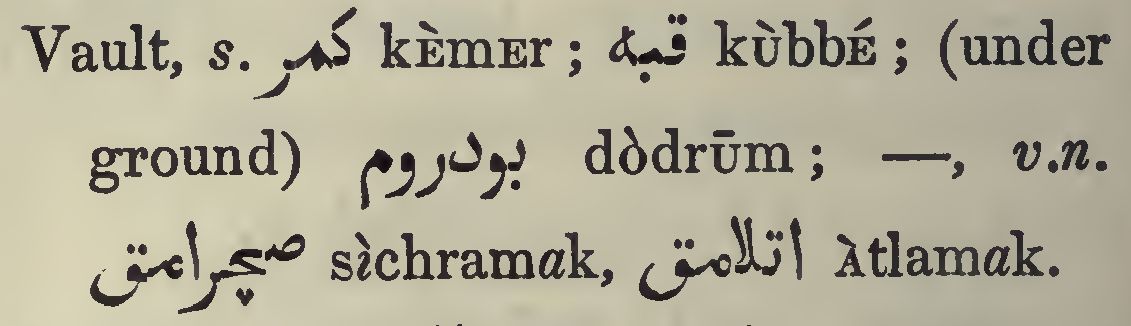 Vault, s. كمر kÈmEr ; قبه kÙbbÉ ; (under
ground) بودروم dòdrŪm ; —, v.n.
صچرامق sìchramak, اتلامق Àtlamak.